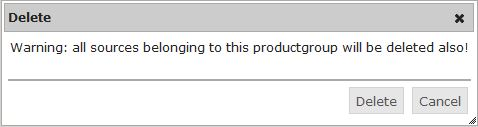 Delete
Warning: all sources belonging to this productgroup will be deleted also!
Delete Cancel